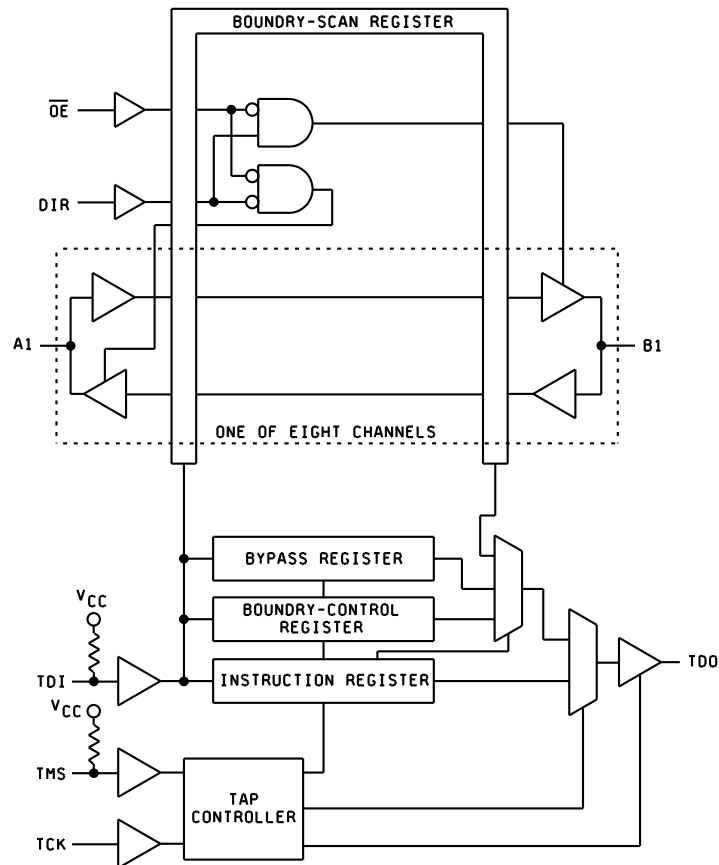 BOUNDRY-SCAN REGISTER
OE
DIR
A1
B1
ONE OF EIGHT CHANNELS
BYPASS REGISTER
BOUNDRY-CONTROL
REGISTER
VCC
TDI
INSTRUCTION REGISTER
TDO
VCC
TMS
TAP
CONTROLLER
TCK